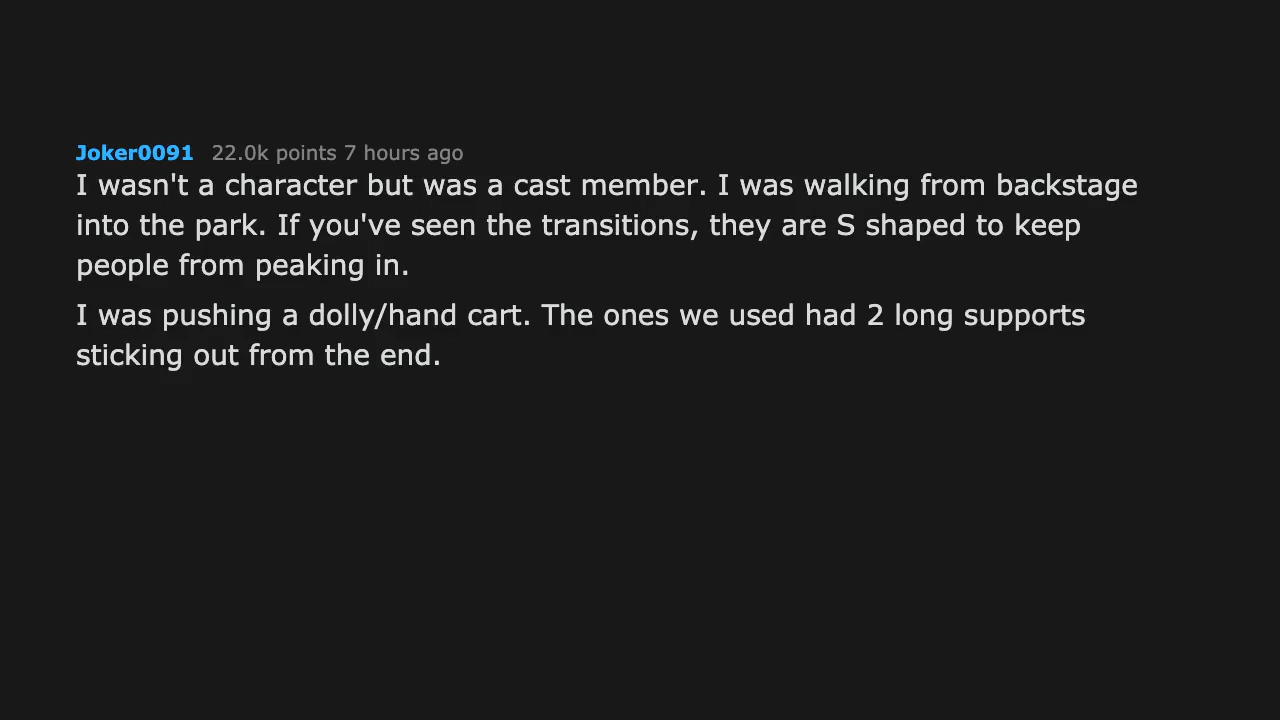 Joker0091 22.0k points 7 hours ago
I wasn't a character but was a cast member. I was walking from backstage
into the park. If you've seen the transitions, they are S shaped to keep
people from peaking in.
I was pushing a dolly/hand cart. The ones we used had 2 long supports
sticking out from the end.